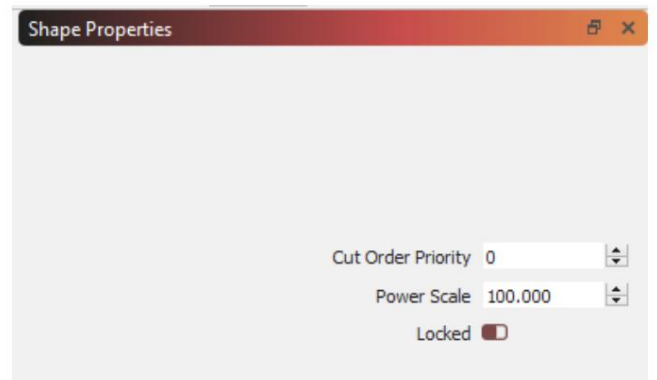 Shape Properties
Cut Order Priority 0
Power Scale 100.000
Locked